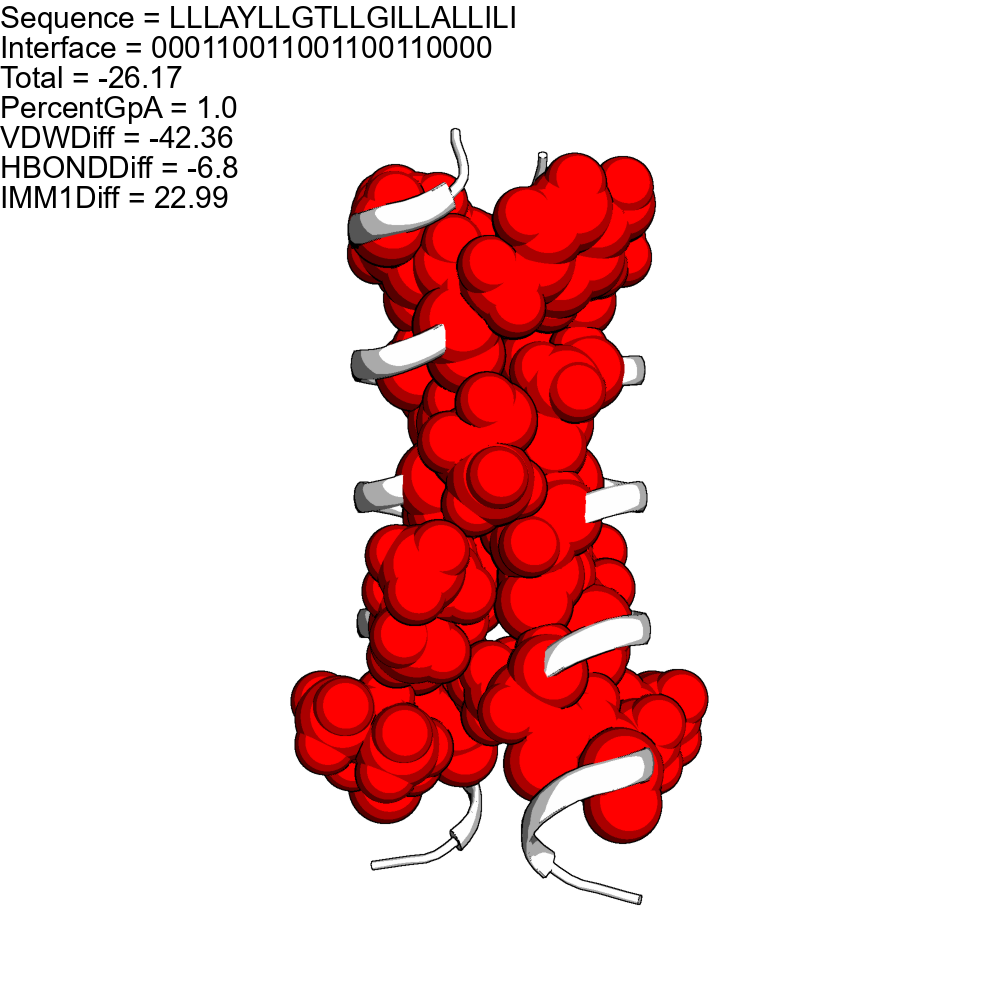 Sequence = LLLAYLLGTLLGILLALLILI
Interface = 000110011001100110000
Total = -26.17
PercentGpA = 1.0
VDWDiff = -42.36
HBONDDiff = -6.8
IMM1Diff = 22.99